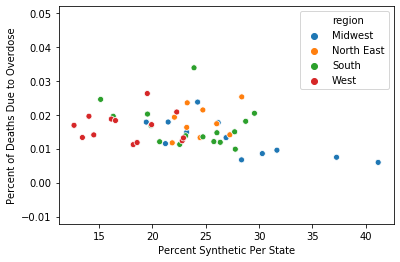 0.05
0.04
0.03
0.02
0.01
0.00
−0.01
Percent of Deaths Due to Overdose
region
Midwest
North East
South
West
15
20
25
30
35
40
Percent Synthetic Per State